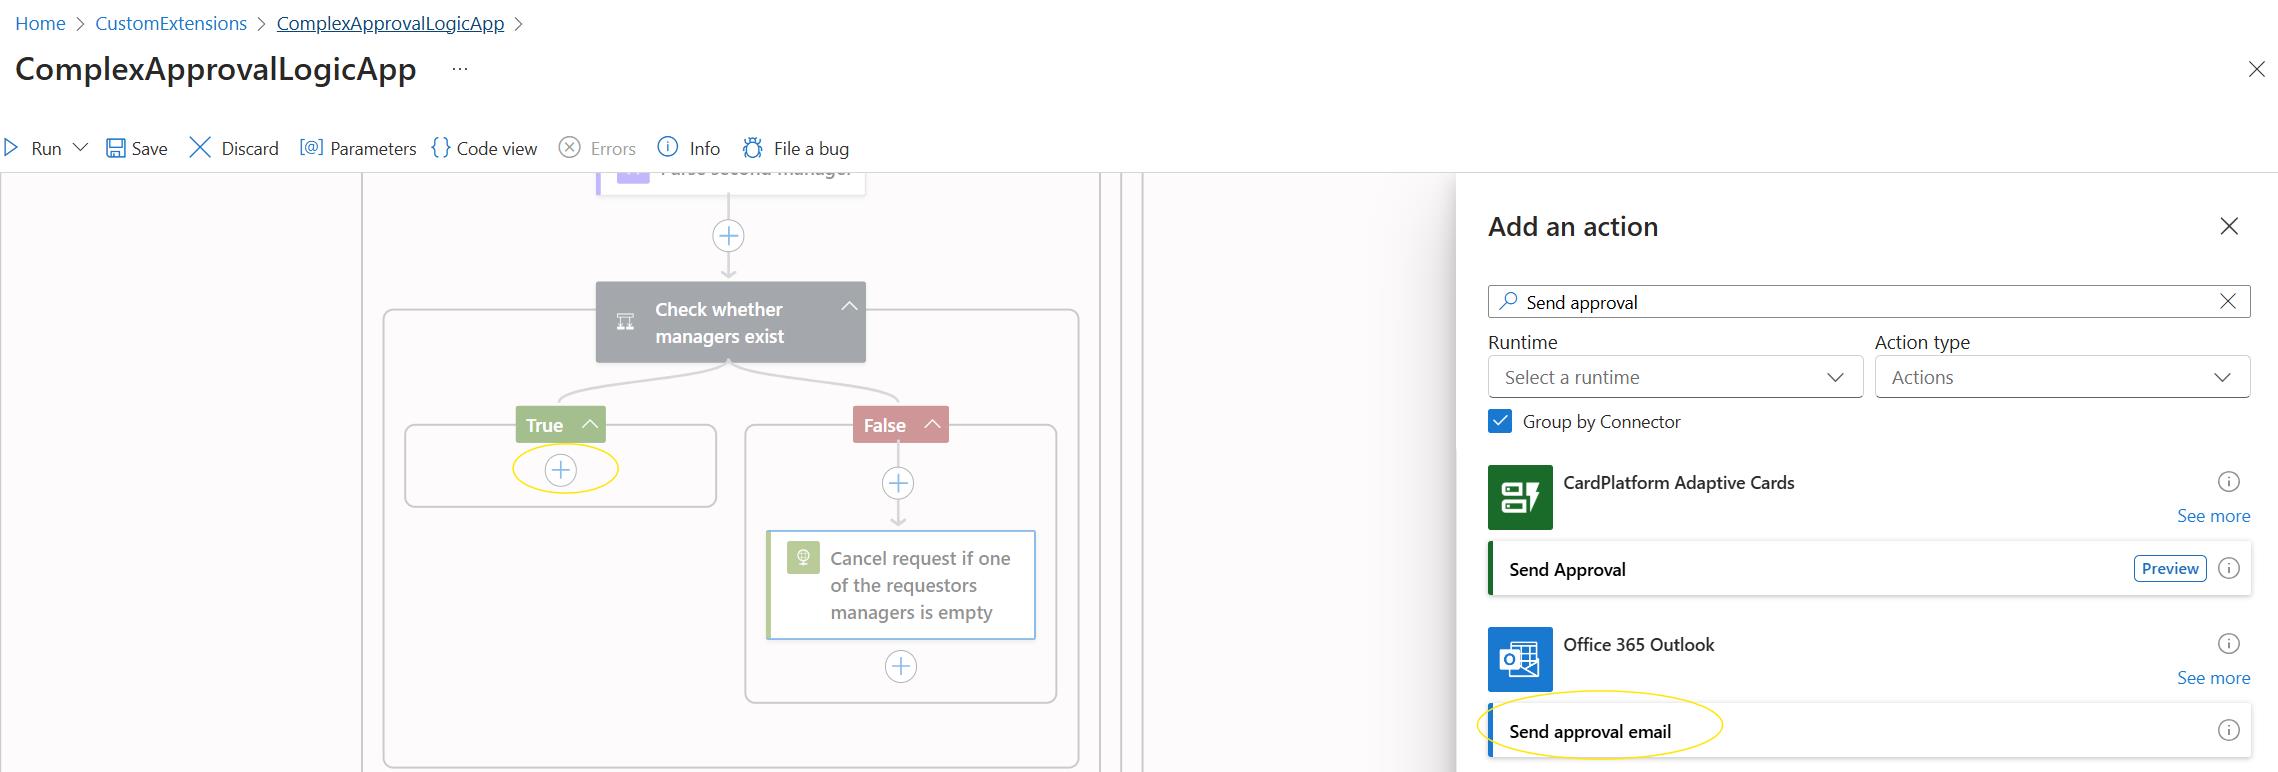 Home > CustomExtensions > ComplexApprovalLogicApp >
ComplexApprovalLogicApp ...
Run Save Discard [@] Parameters {} Code view Errors Info File a bug
Parse second manager
Check whether
managers exist
True
False
Cancel request if one
of the requestors
managers is empty
Add an action
Send approval
Runtime
Action type
Select a runtime
Actions
Group by Connector
CardPlatform Adaptive Cards
See more
Send Approval
Preview
Office 365 Outlook
See more
Send approval email